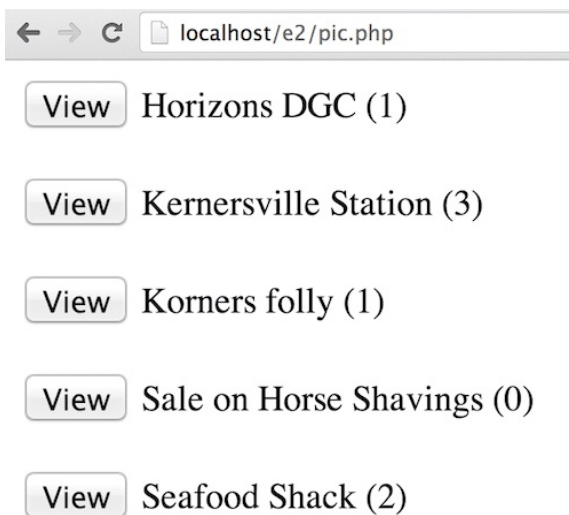 localhost/e2/pic.php
View Horizons DGC (1)
View Kernersville Station (3)
View Korners folly (1)
View Sale on Horse Shavings (0)
View Seafood Shack (2)